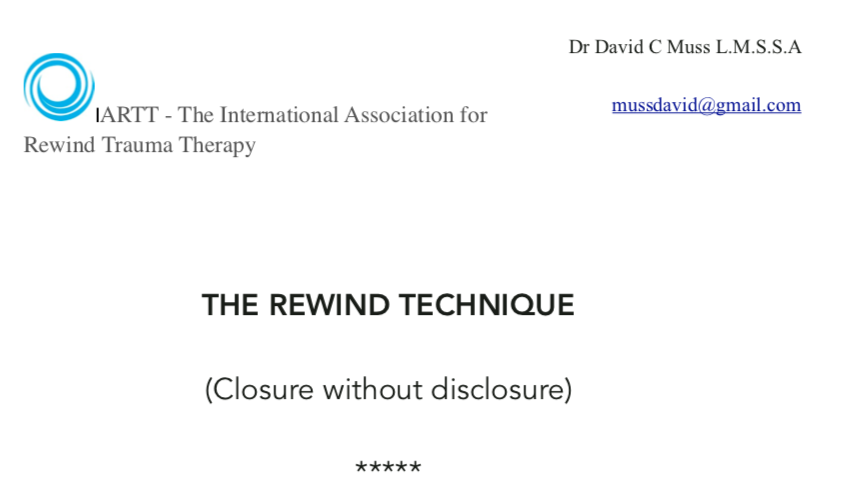 Dr David C Muss L.M.S.S.A
mussdavid@gmail.com
IARTT - The International Association for
Rewind Trauma Therapy
THE REWIND TECHNIQUE
(Closure without disclosure)
*****